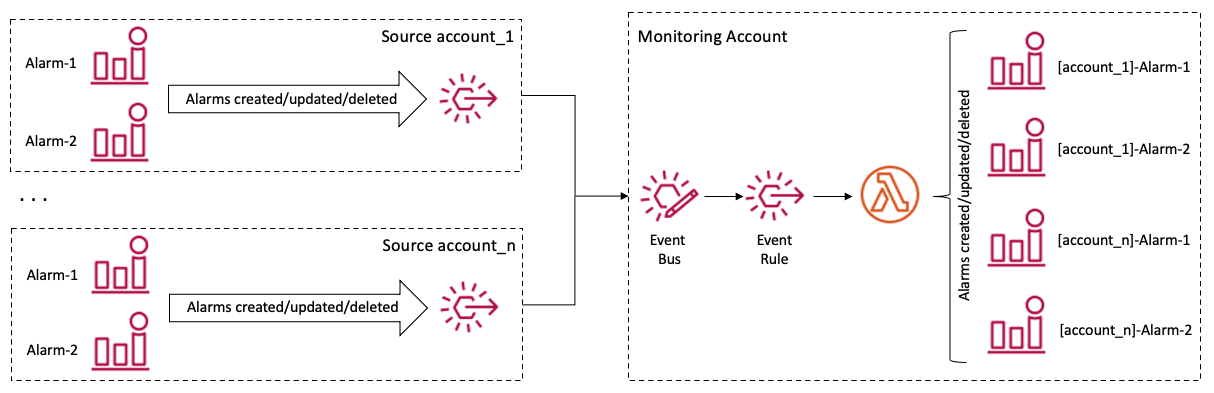 Source account_1
Alarm-1
Alarms created/updated/deleted
Alarm-2
...
Source account_n
Alarm-1
Alarms created/updated/deleted
Alarm-2
Monitoring Account
Event
Bus
Event
Rule
Alarms created/updated/deleted
[account_1]-Alarm-1
[account_1]-Alarm-2
[account_n]-Alarm-1
[account_n]-Alarm-2